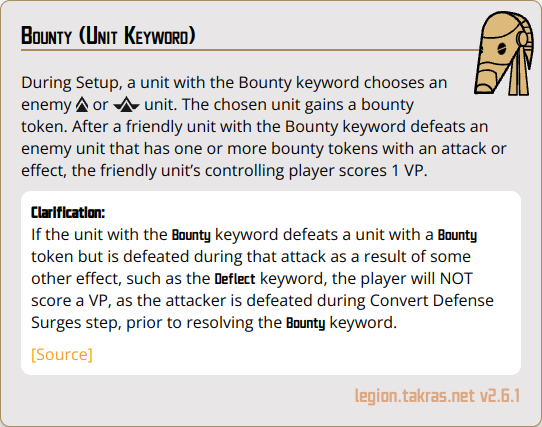 Bounty (Unit Keyword)
During Setup, a unit with the Bounty keyword chooses an
enemy or unit. The chosen unit gains a bounty
token. After a friendly unit with the Bounty keyword defeats an
enemy unit that has one or more bounty tokens with an attack or
effect, the friendly unit’s controlling player scores 1 VP.
Clarification:
If the unit with the Bounty keyword defeats a unit with a Bounty
token but is defeated during that attack as a result of some
other effect, such as the Deflect keyword, the player will NOT
score a VP, as the attacker is defeated during Convert Defense
Surges step, prior to resolving the Bounty keyword.
[Source]
legion.takras.net v2.6.1